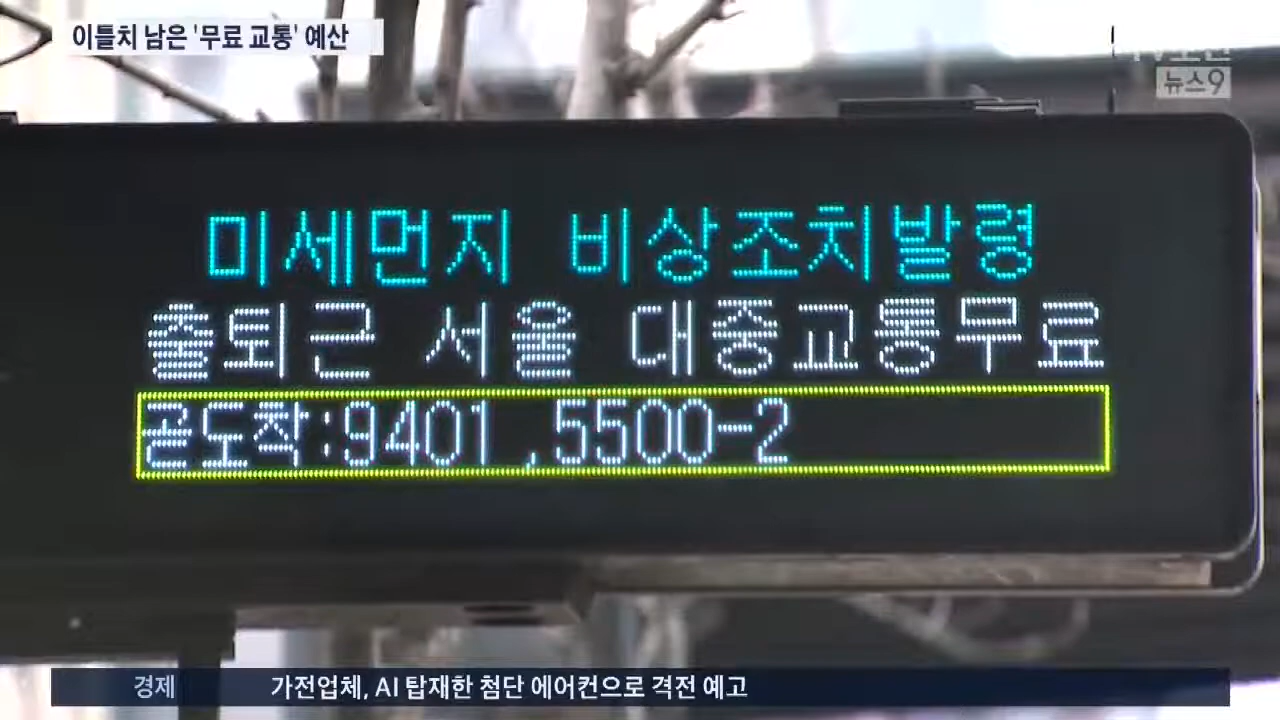 이틀치 남은 '무료 교통' 예산
뉴스9
미세먼지 비상조치발령
출퇴근 서울 대중교통무료
곧도착:9401 ,5500-2
경제 가전업체, AI 탑재한 첨단 에어컨으로 격전 예고